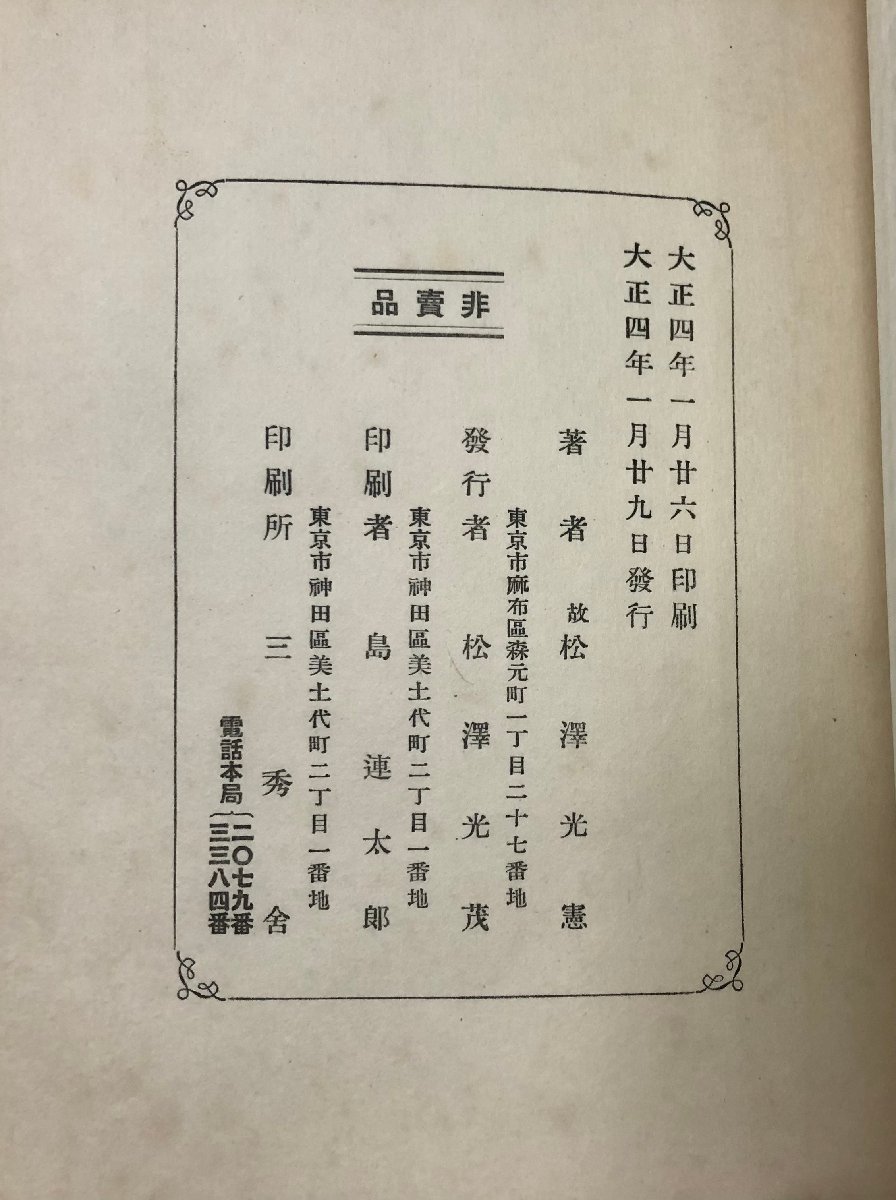 大正四年一月廿六日印刷
大正四年一月廿九日發行
著者 故松澤光憲
東京市麻布區森元町一丁目二十七番地
發行者 松澤光茂
非賣品
東京市神田區美土代町二丁目一番地
印刷者 島連太郎
東京市神田區美土代町二丁目一番地
印刷所 三秀舍
電話本局{二〇七九番
三三八四番